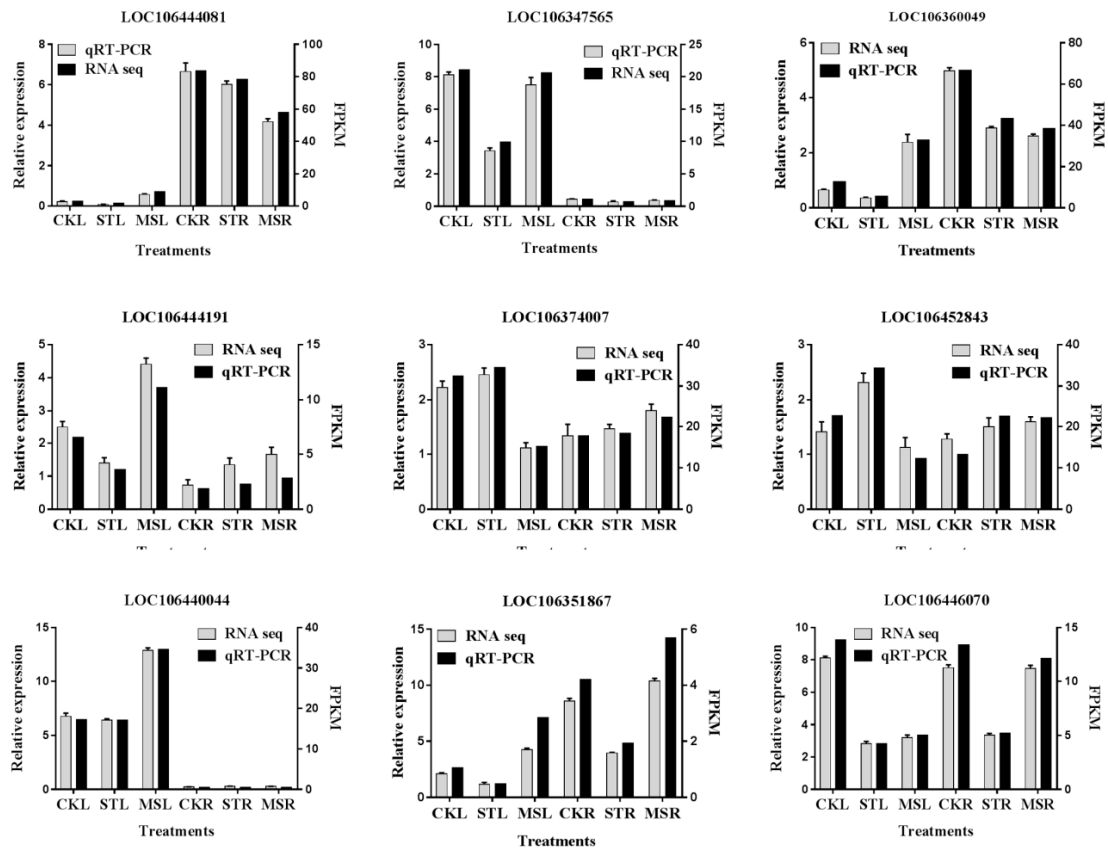 LOC106444081
qRT-PCR
RNA seq
Relative expression
FPKM
8
6
4
2
0
100
80
60
40
20
0
CKL STL MSL CKR STR MSR
Treatments
LOC106347565
qRT-PCR
RNA seq
Relative expression
FPKM
10
8
6
4
2
0
25
20
15
10
5
0
CKL STL MSL CKR STR MSR
Treatments
LOC106360049
RNA seq
qRT-PCR
Relative expression
FPKM
6
4
2
0
80
60
40
20
0
CKL STL MSL CKR STR MSR
Treatments
LOC106444191
RNA seq
qRT-PCR
Relative expression
FPKM
5
4
3
2
1
0
15
10
5
0
CKL STL MSL CKR STR MSR
LOC106374007
RNA seq
qRT-PCR
Relative expression
FPKM
3
2
1
0
40
30
20
10
0
CKL STL MSL CKR STR MSR
LOC106452843
RNA seq
qRT-PCR
Relative expression
FPKM
3
2
1
0
40
30
20
10
0
CKL STL MSL CKR STR MSR
LOC106440044
RNA seq
qRT-PCR
Relative expression
FPKM
15
10
5
0
40
30
20
10
0
CKL STL MSL CKR STR MSR
Treatments
LOC106351867
RNA seq
qRT-PCR
Relative expression
FPKM
15
10
5
0
6
4
2
0
CKL STL MSL CKR STR MSR
Treatments
LOC106446070
RNA seq
qRT-PCR
Relative expression
FPKM
10
8
6
4
2
0
15
10
5
0
CKL STL MSL CKR STR MSR
Treatments